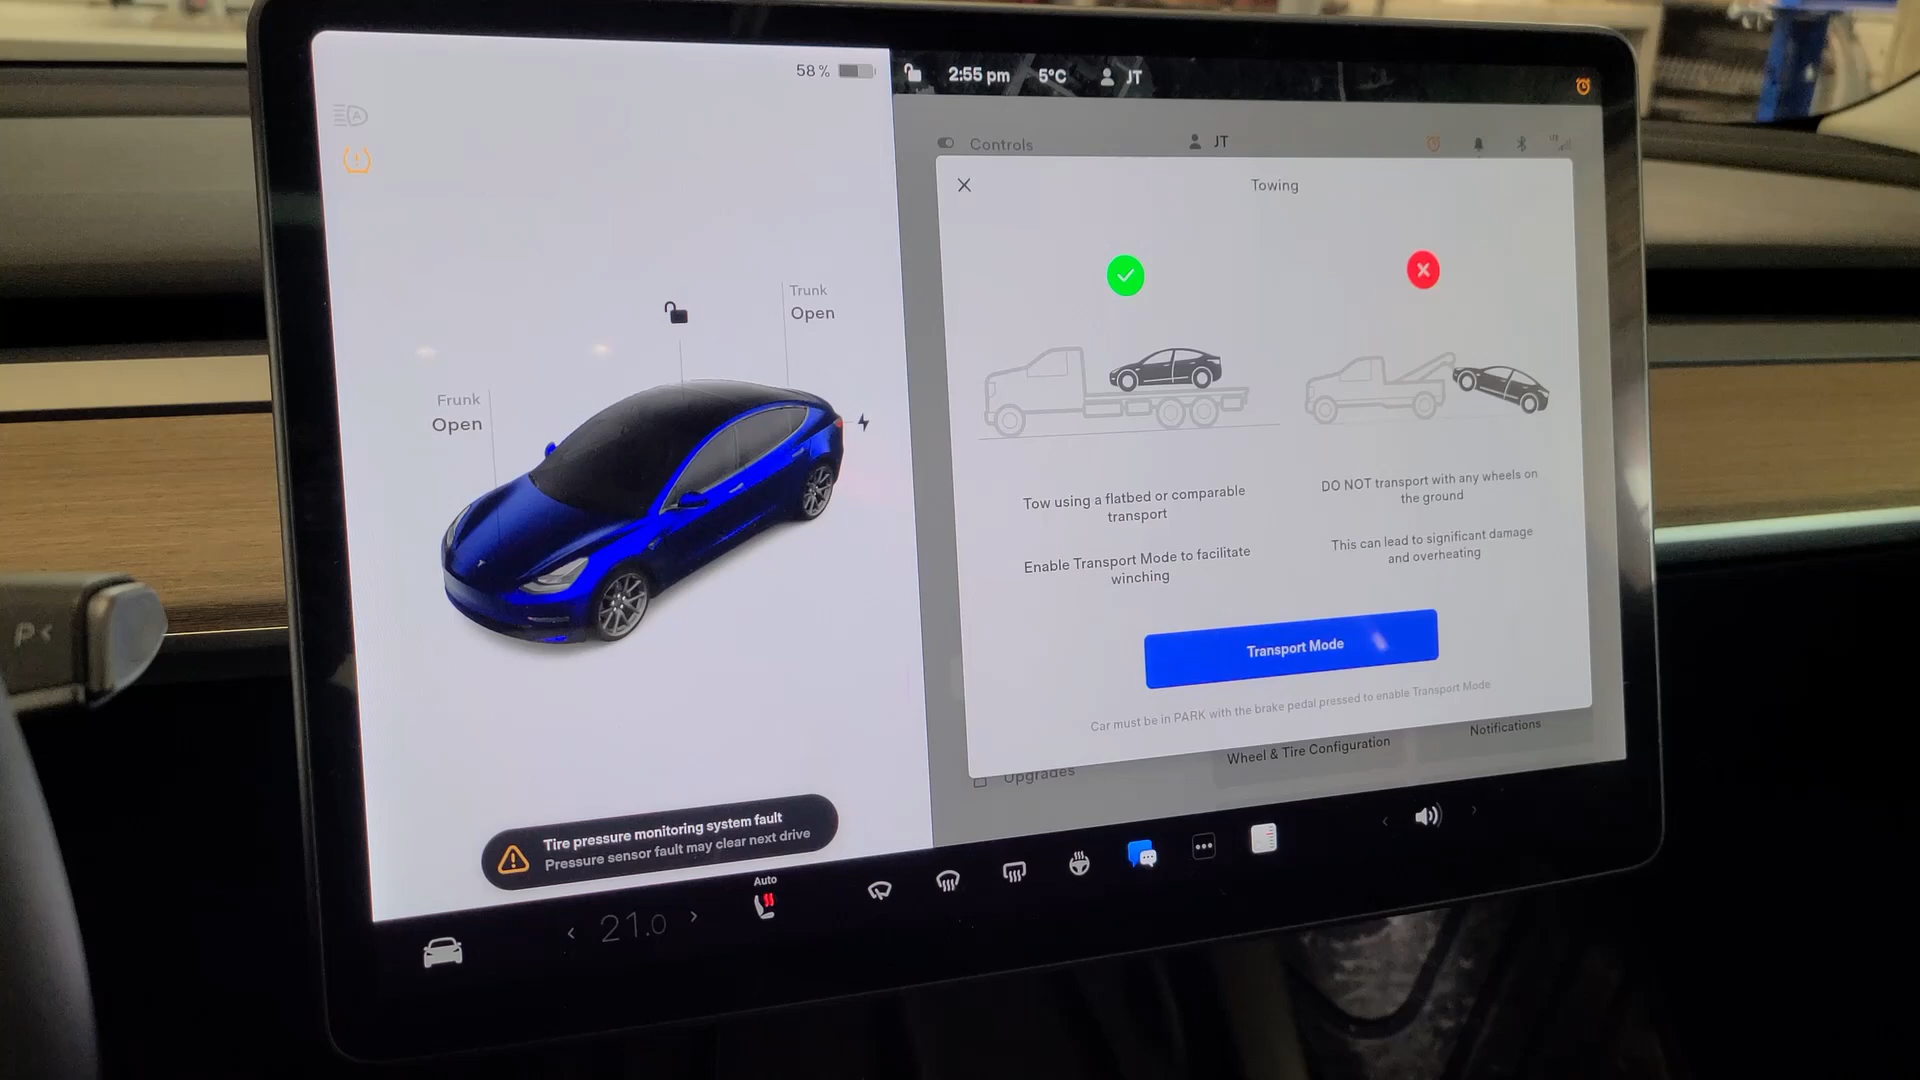 58 %
2:55 pm 5°C JT
Controls JT
LTE
A
Towing
Trunk
Open
Frunk
Open
Tow using a flatbed or comparable
transport
Enable Transport Mode to facilitate
winching
DO NOT transport with any wheels on
the ground
This can lead to significant damage
and overheating
Transport Mode
Car must be in PARK with the brake pedal pressed to enable Transport Mode
Upgrades
Wheel & Tire Configuration
Notifications
Tire pressure monitoring system fault
Pressure sensor fault may clear next drive
Auto
< 21.0 >
P<